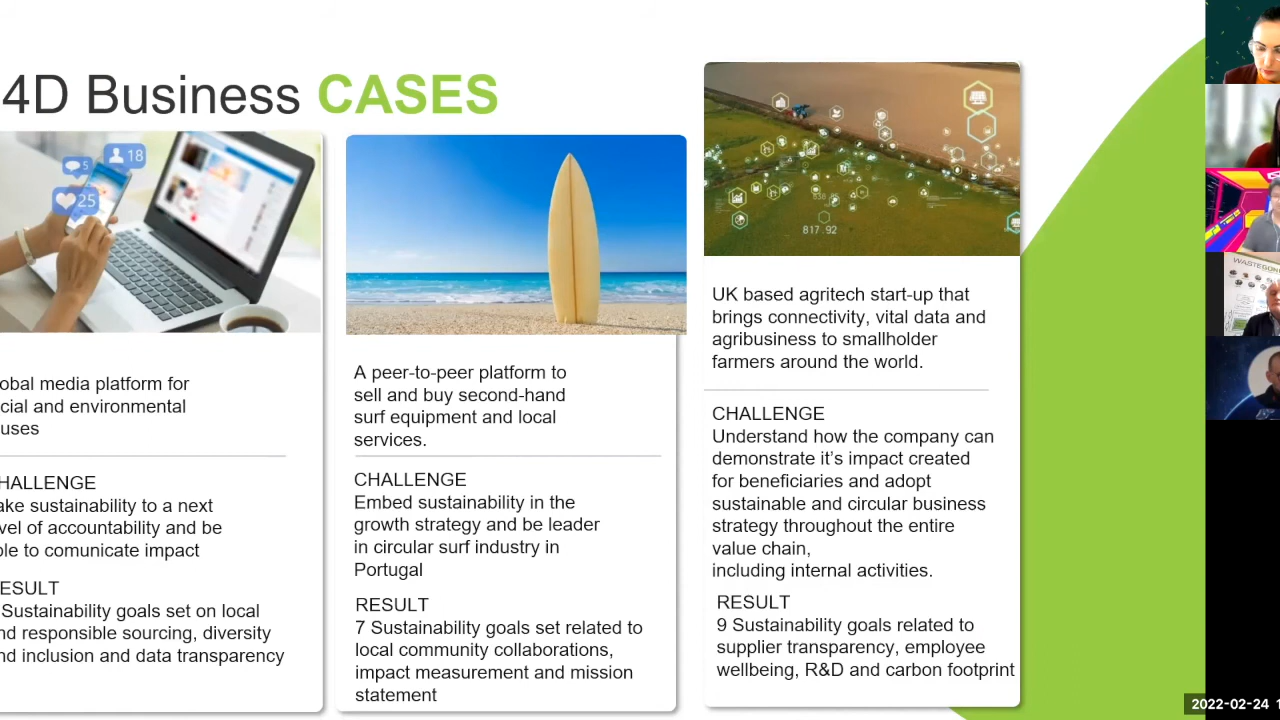 4D Business CASES
5
18
25
obal media platform for
cial and environmental
uses
HALLENGE
ake sustainability to a next
vel of accountability and be
ble to comunicate impact
ESULT
Sustainability goals set on local
nd responsible sourcing, diversity
nd inclusion and data transparency
A peer-to-peer platform to
sell and buy second-hand
surf equipment and local
services.
CHALLENGE
Embed sustainability in the
growth strategy and be leader
in circular surf industry in
Portugal
RESULT
7 Sustainability goals set related to
local community collaborations,
impact measurement and mission
statement
817.92
UK based agritech start-up that
brings connectivity, vital data and
agribusiness to smallholder
farmers around the world.
CHALLENGE
Understand how the company can
demonstrate it’s impact created
for beneficiaries and adopt
sustainable and circular business
strategy throughout the entire
value chain,
including internal activities.
RESULT
9 Sustainability goals related to
supplier transparency, employee
wellbeing, R&D and carbon footprint
2022-02-24